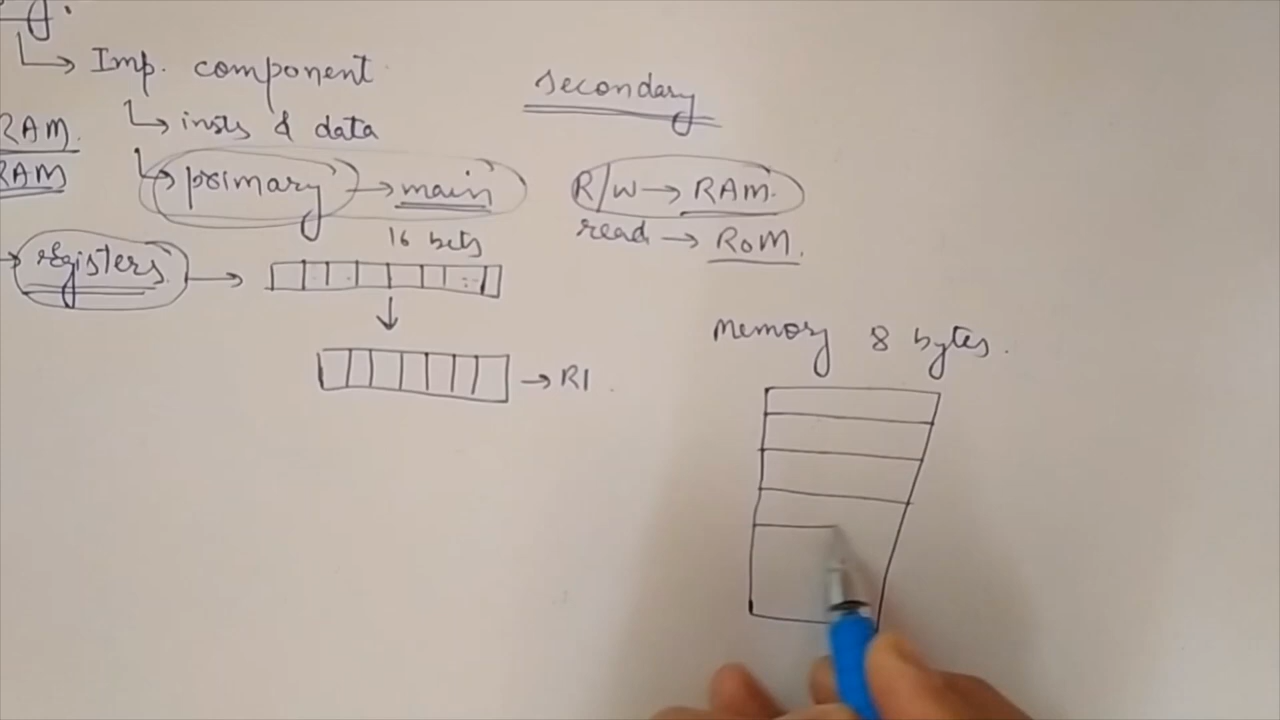 y.
↳ Imp. component
RAM.
↳ insts & data
RAM
↳ primary → main
secondary
R/W → RAM.
read → ROM.
→ registers →
16 bits
→ R1
Memory 8 bytes.